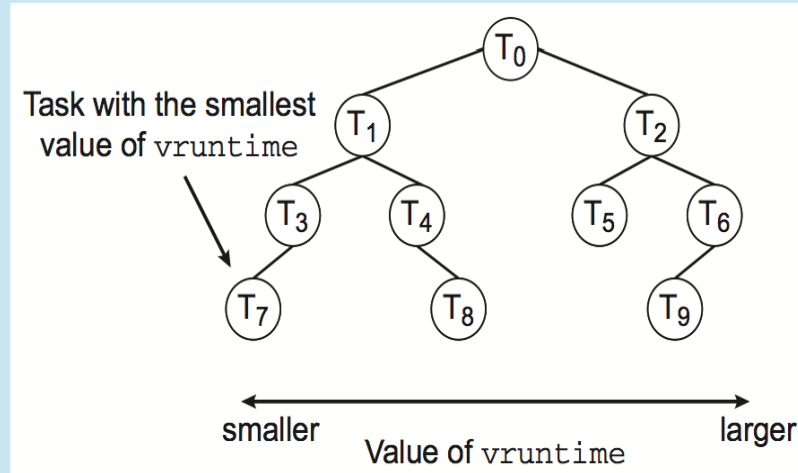 T0
Task with the smallest
value of vruntime
T1
T2
T3
T4
T5
T6
T7
T8
T9
smaller
larger
Value of vruntime